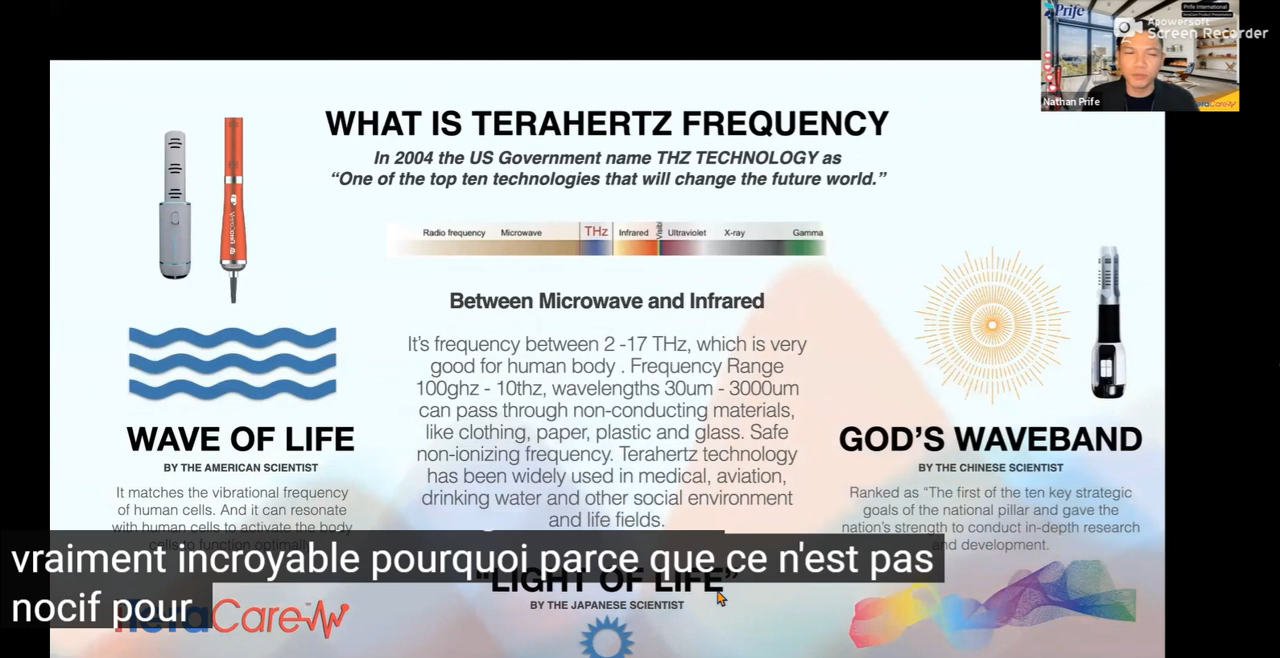 Prife
Prife International
Apowersoft
Screen Recorder
Nathan Prife
WHAT IS TERAHERTZ FREQUENCY
In 2004 the US Government name THZ TECHNOLOGY as
“One of the top ten technologies that will change the future world.”
Radio frequency Microwave THz Infrared Visible Ultraviolet X-ray Gamma
Between Microwave and Infrared
It's frequency between 2 -17 THz, which is very
good for human body . Frequency Range
100ghz - 10thz, wavelengths 30um - 3000um
can pass through non-conducting materials,
like clothing, paper, plastic and glass. Safe
non-ionizing frequency. Terahertz technology
has been widely used in medical, aviation,
drinking water and other social environment
and life fields.
WAVE OF LIFE
BY THE AMERICAN SCIENTIST
It matches the vibrational frequency
of human cells. And it can resonate
with human cells to activate the body
cells to function optimally.
GOD'S WAVEBAND
BY THE CHINESE SCIENTIST
Ranked as “The first of the ten key strategic
goals of the national pillar and gave the
nation's strength to conduct in-depth research
and development.
“LIGHT OF LIFE”
BY THE JAPANESE SCIENTIST
vraiment incroyable pourquoi parce que ce n'est pas
nocif pour
TeraCare